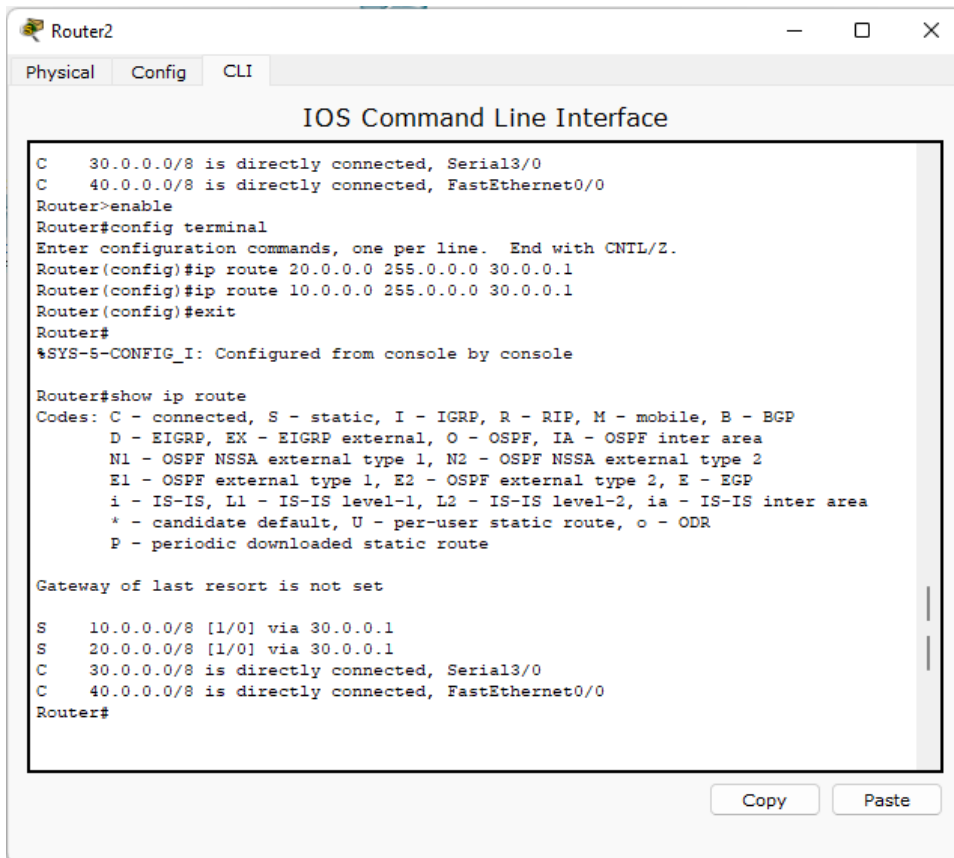 Router2
Physical Config CLI
IOS Command Line Interface
C    30.0.0.0/8 is directly connected, Serial3/0
C    40.0.0.0/8 is directly connected, FastEthernet0/0
Router>enable
Router#config terminal
Enter configuration commands, one per line.  End with CNTL/Z.
Router(config)#ip route 20.0.0.0 255.0.0.0 30.0.0.1
Router(config)#ip route 10.0.0.0 255.0.0.0 30.0.0.1
Router(config)#exit
Router#
%SYS-5-CONFIG_I: Configured from console by console
Router#show ip route
Codes: C - connected, S - static, I - IGRP, R - RIP, M - mobile, B - BGP
       D - EIGRP, EX - EIGRP external, O - OSPF, IA - OSPF inter area
       N1 - OSPF NSSA external type 1, N2 - OSPF NSSA external type 2
       E1 - OSPF external type 1, E2 - OSPF external type 2, E - EGP
       i - IS-IS, L1 - IS-IS level-1, L2 - IS-IS level-2, ia - IS-IS inter area
       * - candidate default, U - per-user static route, o - ODR
       P - periodic downloaded static route
Gateway of last resort is not set
S    10.0.0.0/8 [1/0] via 30.0.0.1
S    20.0.0.0/8 [1/0] via 30.0.0.1
C    30.0.0.0/8 is directly connected, Serial3/0
C    40.0.0.0/8 is directly connected, FastEthernet0/0
Router#
Copy Paste